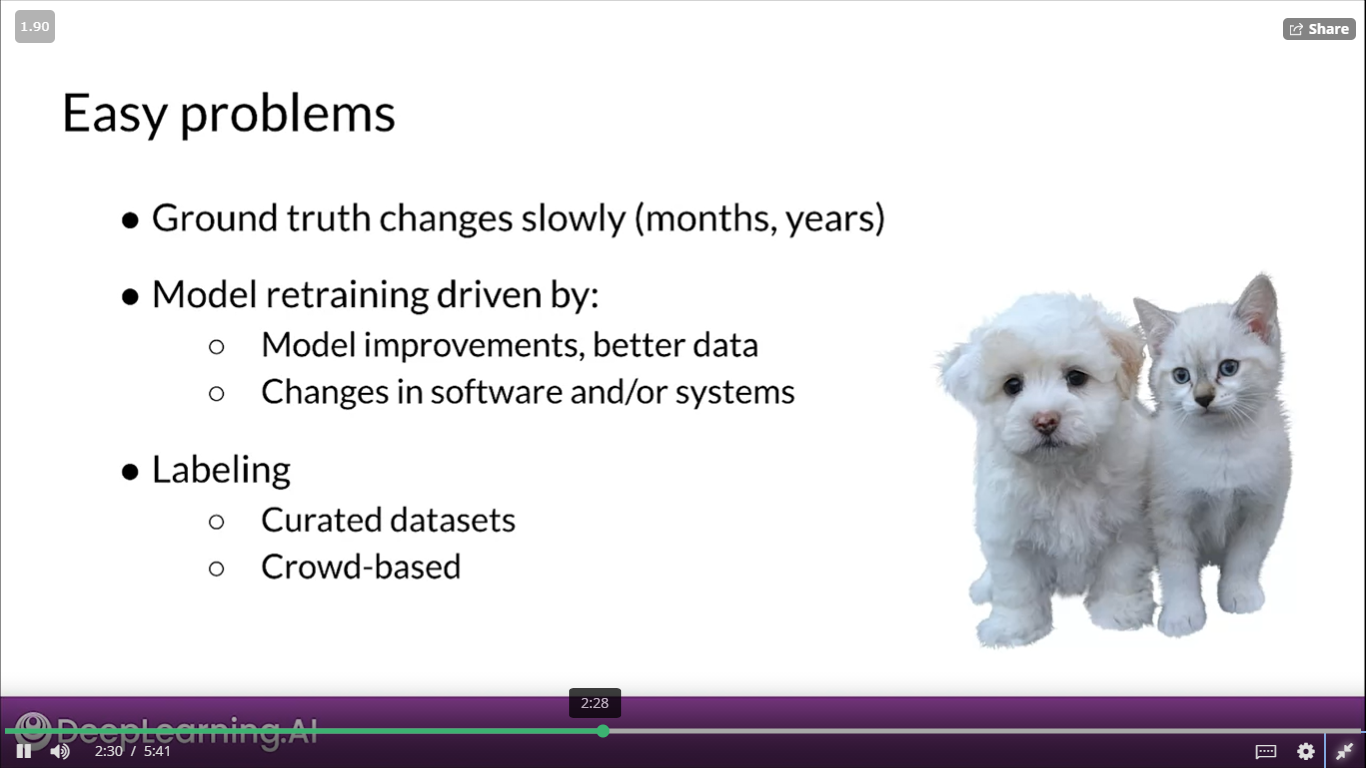 1.90
Share
Easy problems
● Ground truth changes slowly (months, years)
● Model retraining driven by:
○ Model improvements, better data
○ Changes in software and/or systems
● Labeling
○ Curated datasets
○ Crowd-based
2:28
DeepLearning.AI
2:30 / 5:41